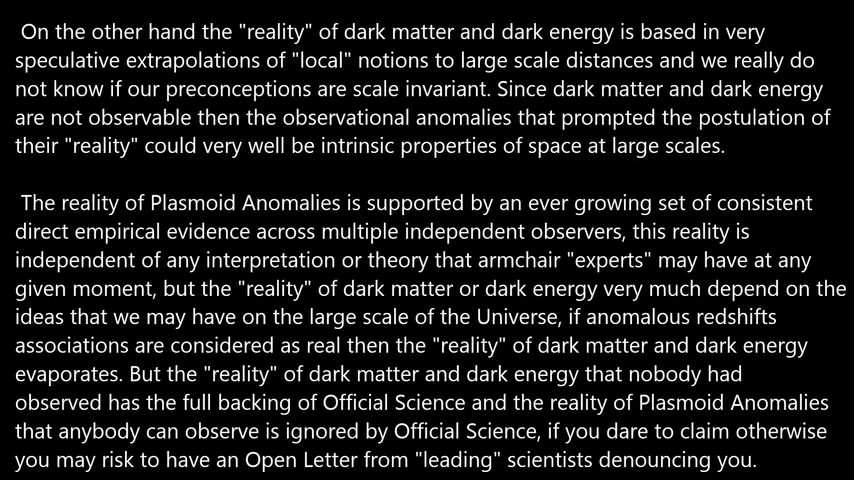 On the other hand the "reality" of dark matter and dark energy is based in very
speculative extrapolations of "local" notions to large scale distances and we really do
not know if our preconceptions are scale invariant. Since dark matter and dark energy
are not observable then the observational anomalies that prompted the postulation of
their "reality" could very well be intrinsic properties of space at large scales.
The reality of Plasmoid Anomalies is supported by an ever growing set of consistent
direct empirical evidence across multiple independent observers, this reality is
independent of any interpretation or theory that armchair "experts" may have at any
given moment, but the "reality" of dark matter or dark energy very much depend on the
ideas that we may have on the large scale of the Universe, if anomalous redshifts
associations are considered as real then the "reality" of dark matter and dark energy
evaporates. But the "reality" of dark matter and dark energy that nobody had
observed has the full backing of Official Science and the reality of Plasmoid Anomalies
that anybody can observe is ignored by Official Science, if you dare to claim otherwise
you may risk to have an Open Letter from "leading" scientists denouncing you.